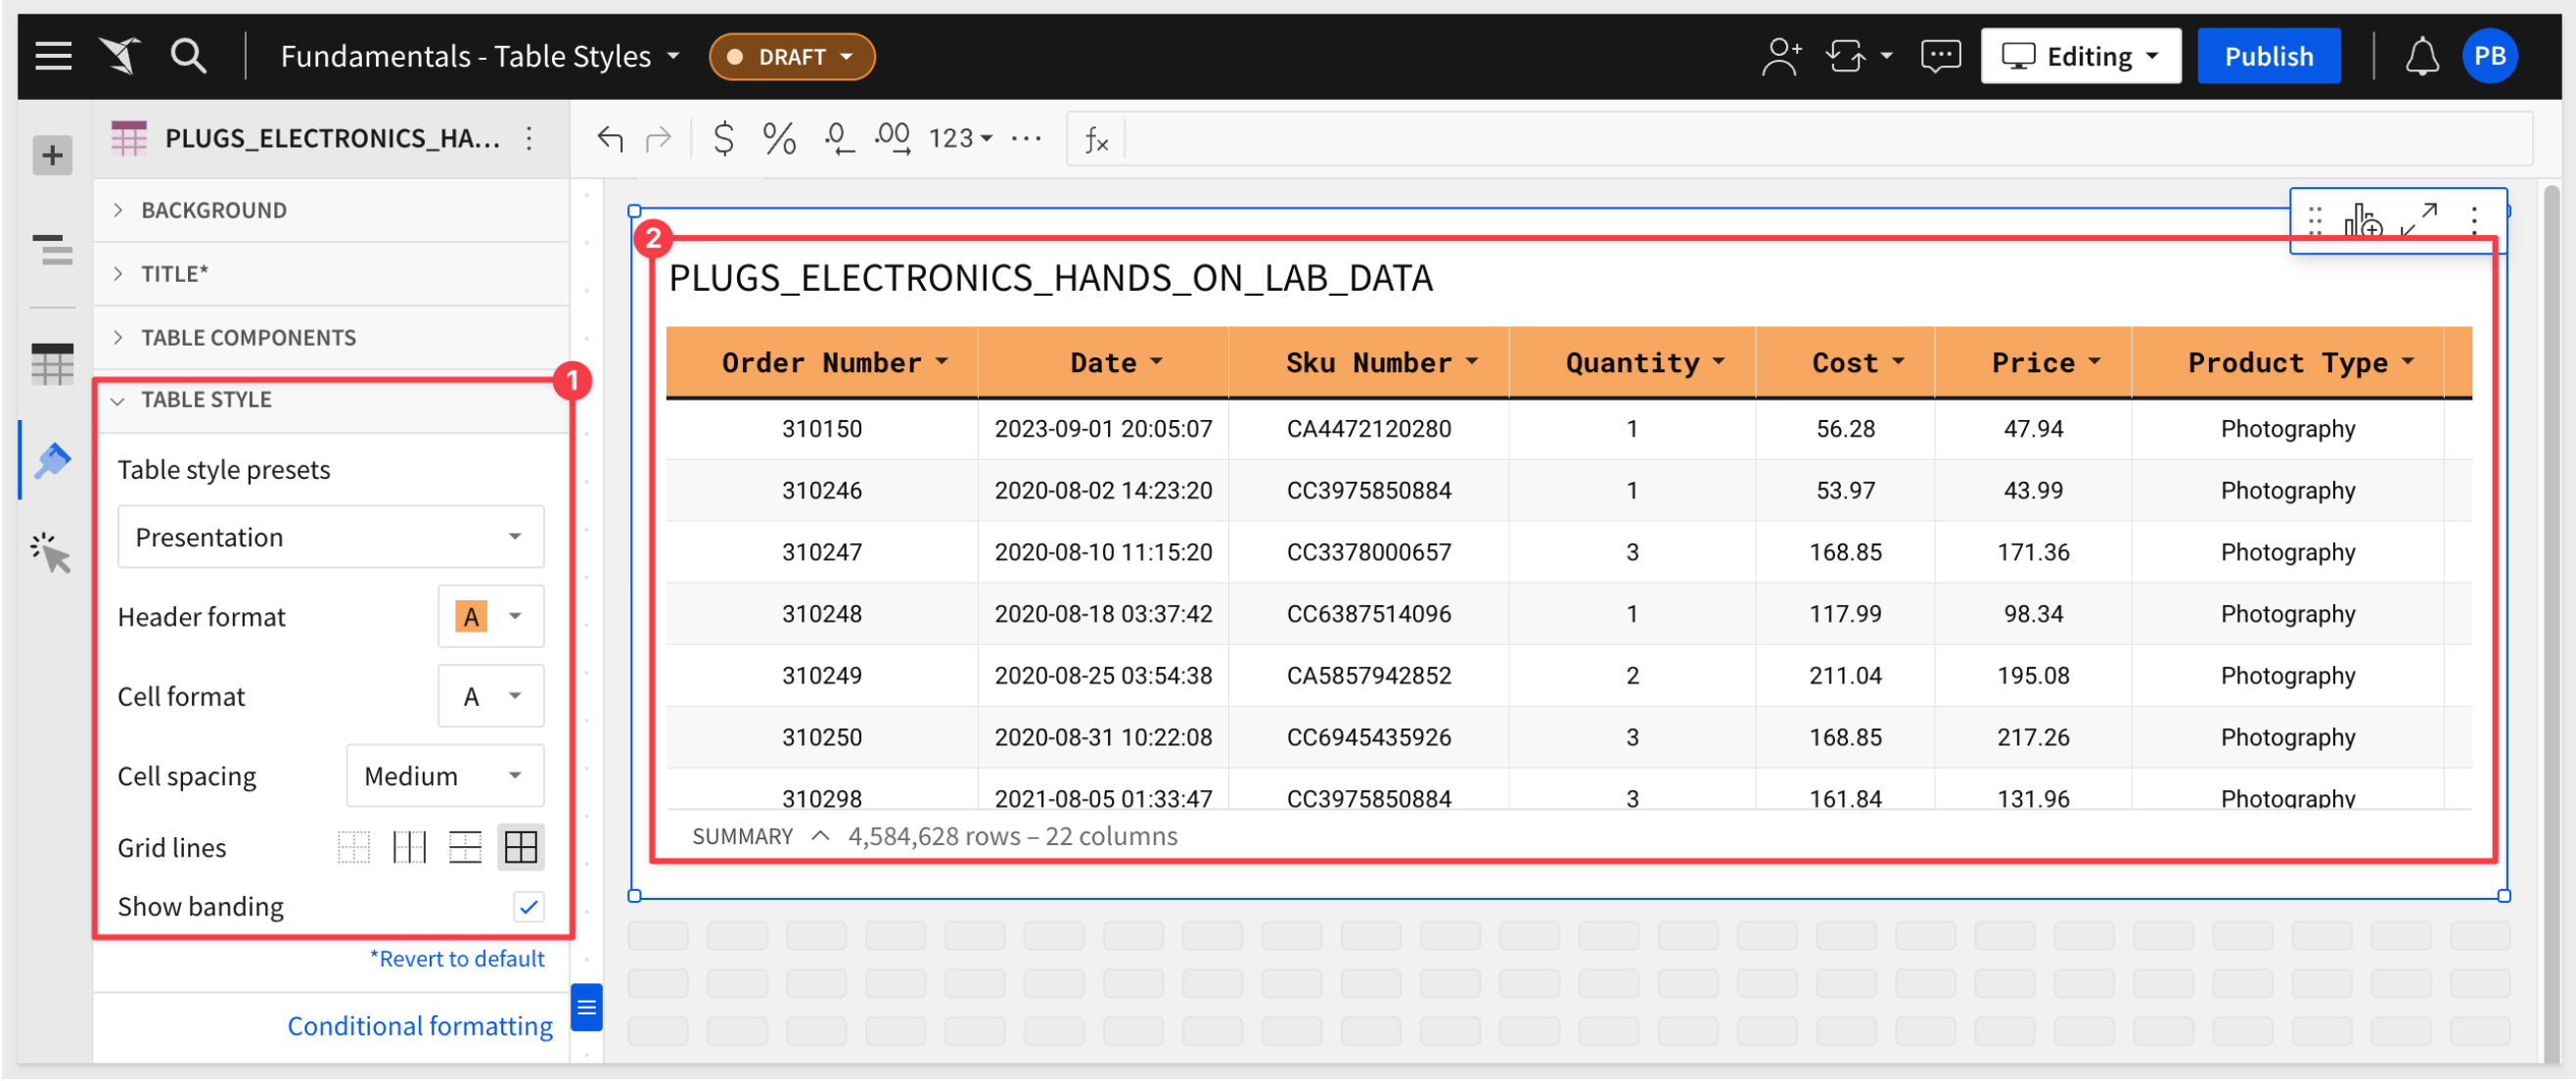 Fundamentals - Table Styles
DRAFT
Editing
Publish
PB
PLUGS_ELECTRONICS_HA...
$ % .0 .00 123 ... fx
BACKGROUND
TITLE*
TABLE COMPONENTS
1
TABLE STYLE
Table style presets
Presentation
Header format A
Cell format A
Cell spacing Medium
Grid lines
Show banding
*Revert to default
Conditional formatting
2
PLUGS_ELECTRONICS_HANDS_ON_LAB_DATA
Order Number Date Sku Number Quantity Cost Price Product Type
310150 2023-09-01 20:05:07 CA4472120280 1 56.28 47.94 Photography
310246 2020-08-02 14:23:20 CC3975850884 1 53.97 43.99 Photography
310247 2020-08-10 11:15:20 CC3378000657 3 168.85 171.36 Photography
310248 2020-08-18 03:37:42 CC6387514096 1 117.99 98.34 Photography
310249 2020-08-25 03:54:38 CA5857942852 2 211.04 195.08 Photography
310250 2020-08-31 10:22:08 CC6945435926 3 168.85 217.26 Photography
310298 2021-08-05 01:33:47 CC3975850884 3 161.84 131.96 Photography
SUMMARY 4,584,628 rows – 22 columns